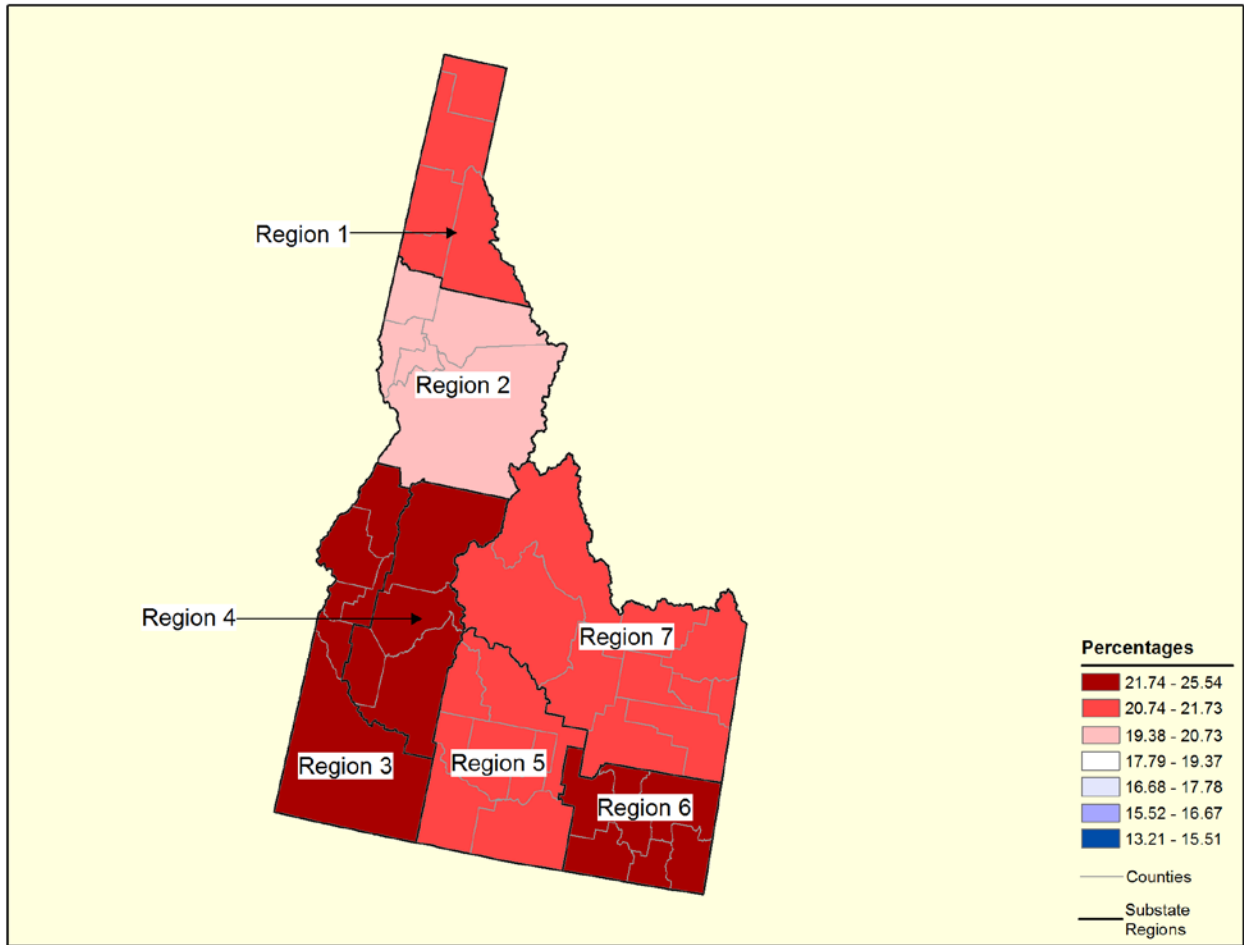 Region 1
Region 2
Region 4
Region 7
Region 3
Region 5
Region 6
Percentages
21.74 - 25.54
20.74 - 21.73
19.38 - 20.73
17.79 - 19.37
16.68 - 17.78
15.52 - 16.67
13.21 - 15.51
Counties
Substate
Regions